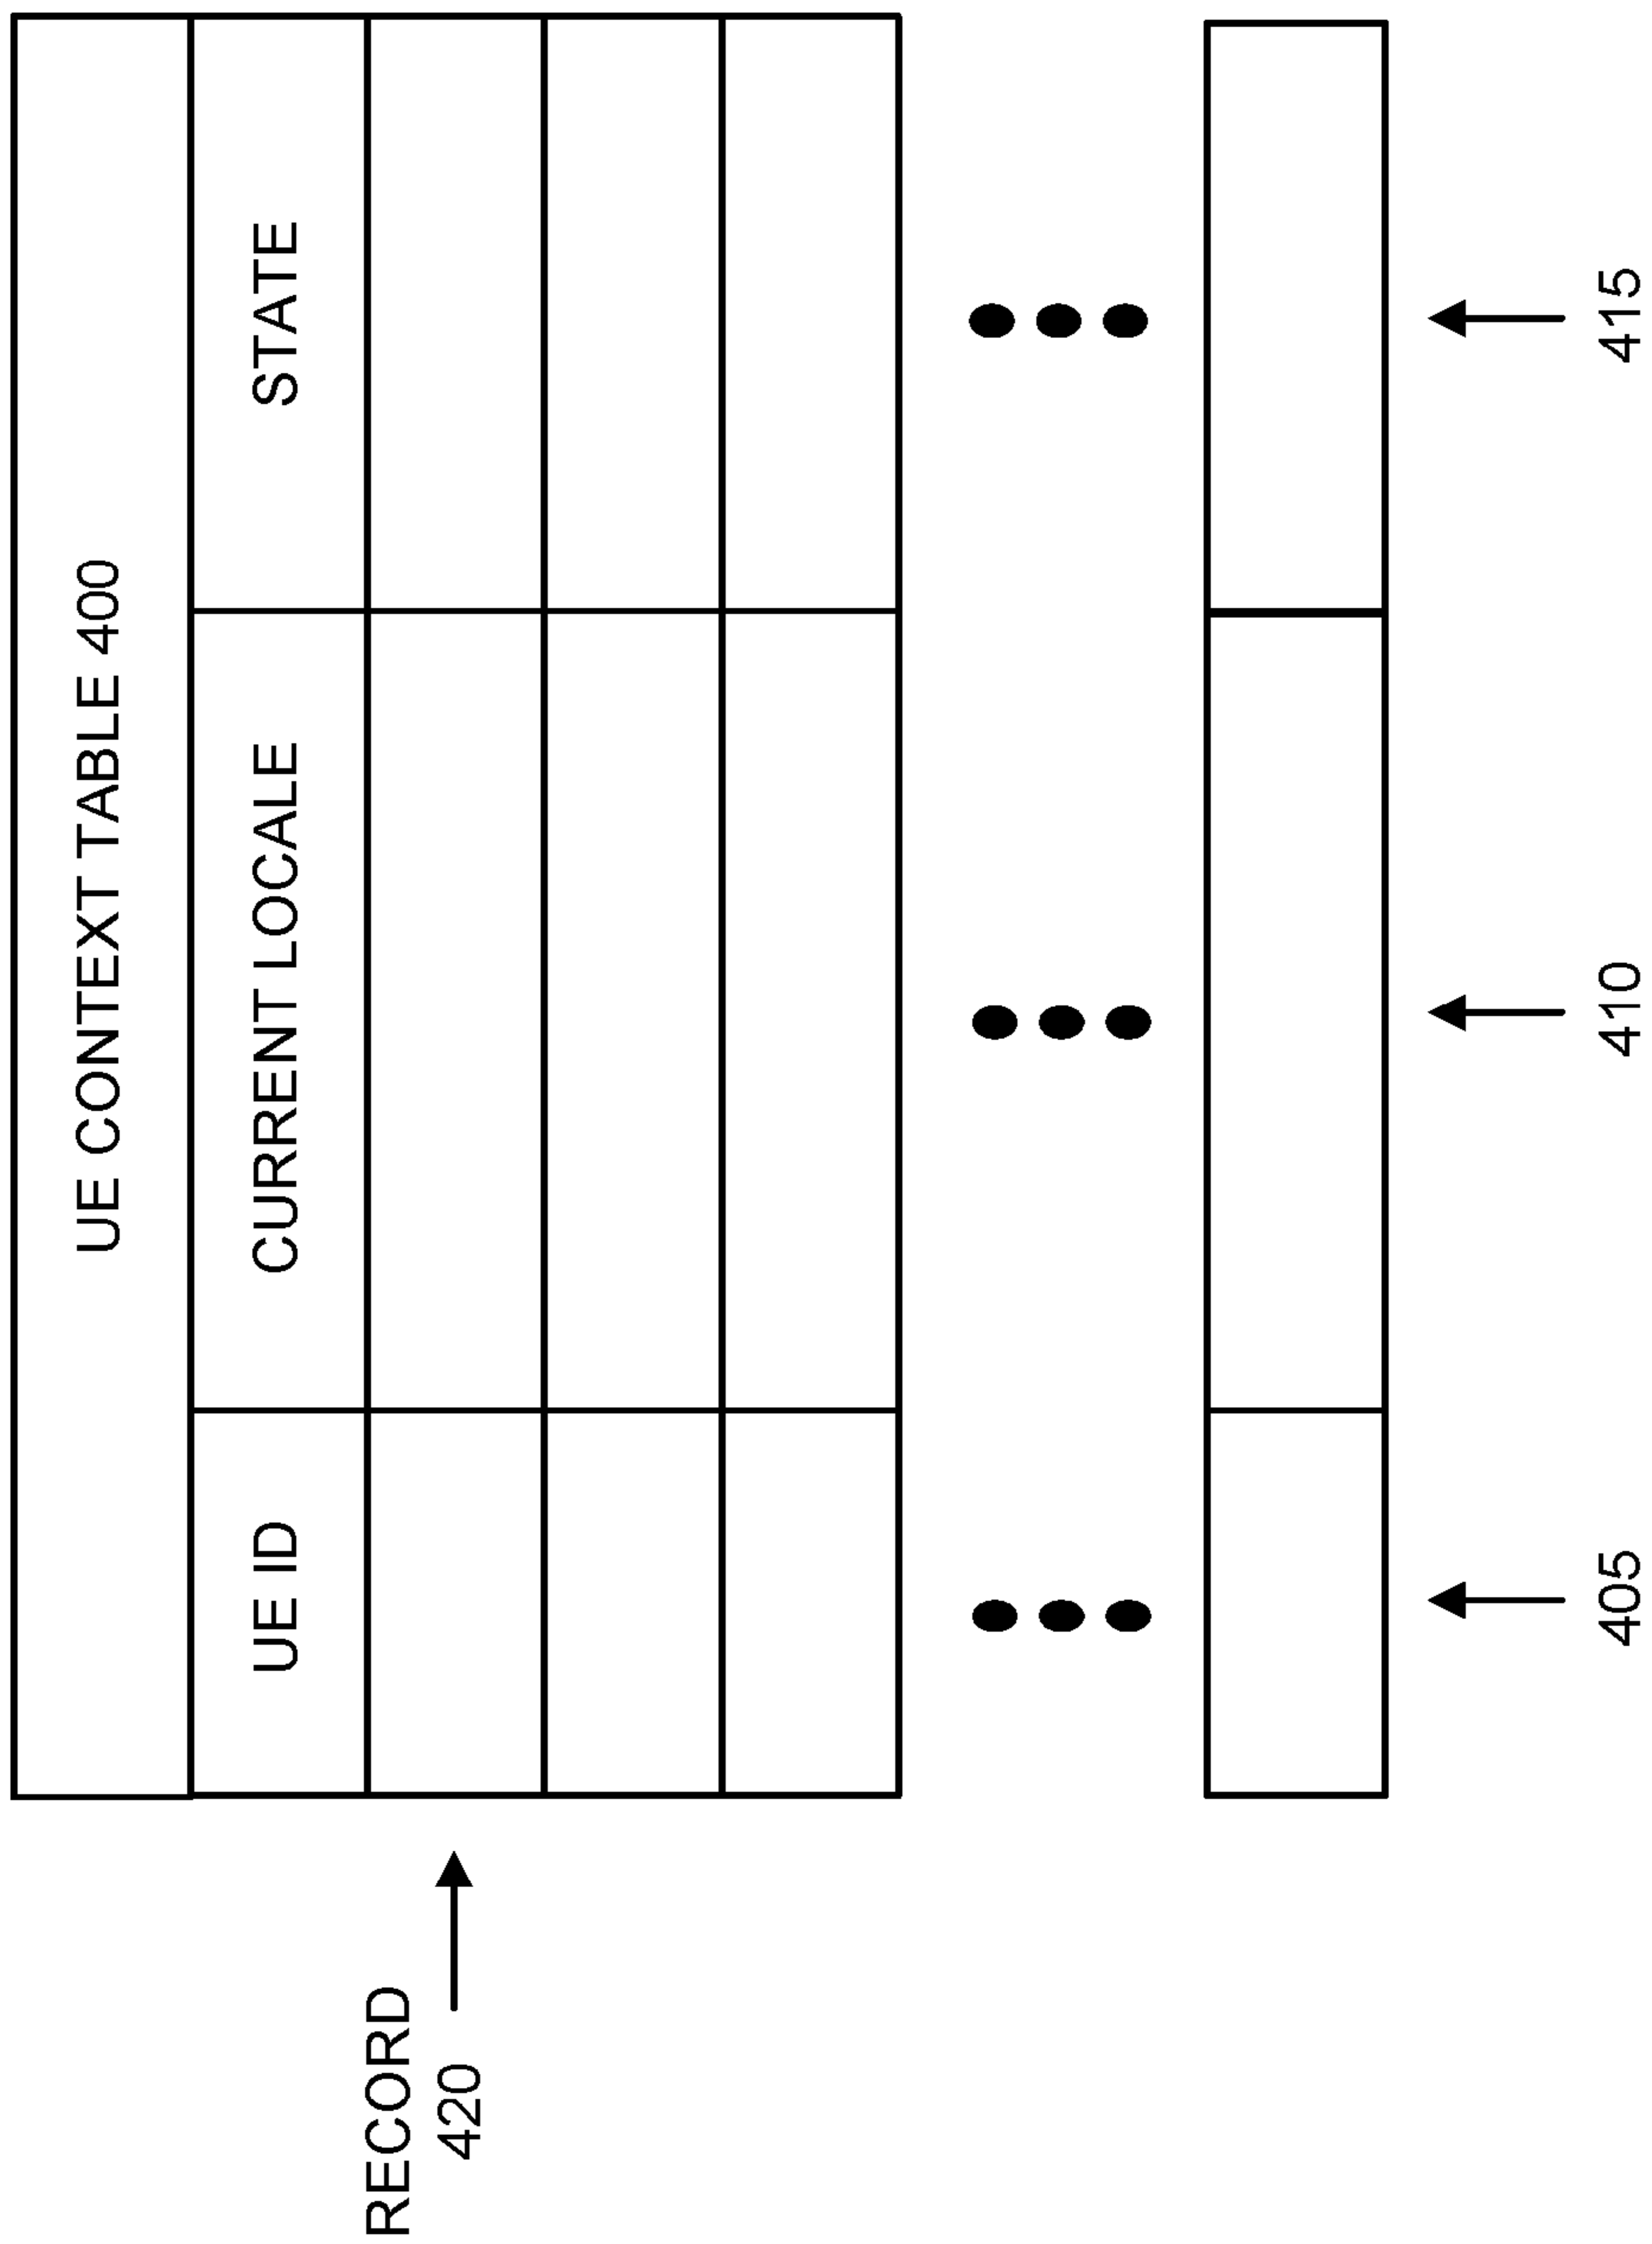 UE CONTEXT TABLE 400
UE ID
CURRENT LOCALE
STATE
RECORD
420
405
410
415